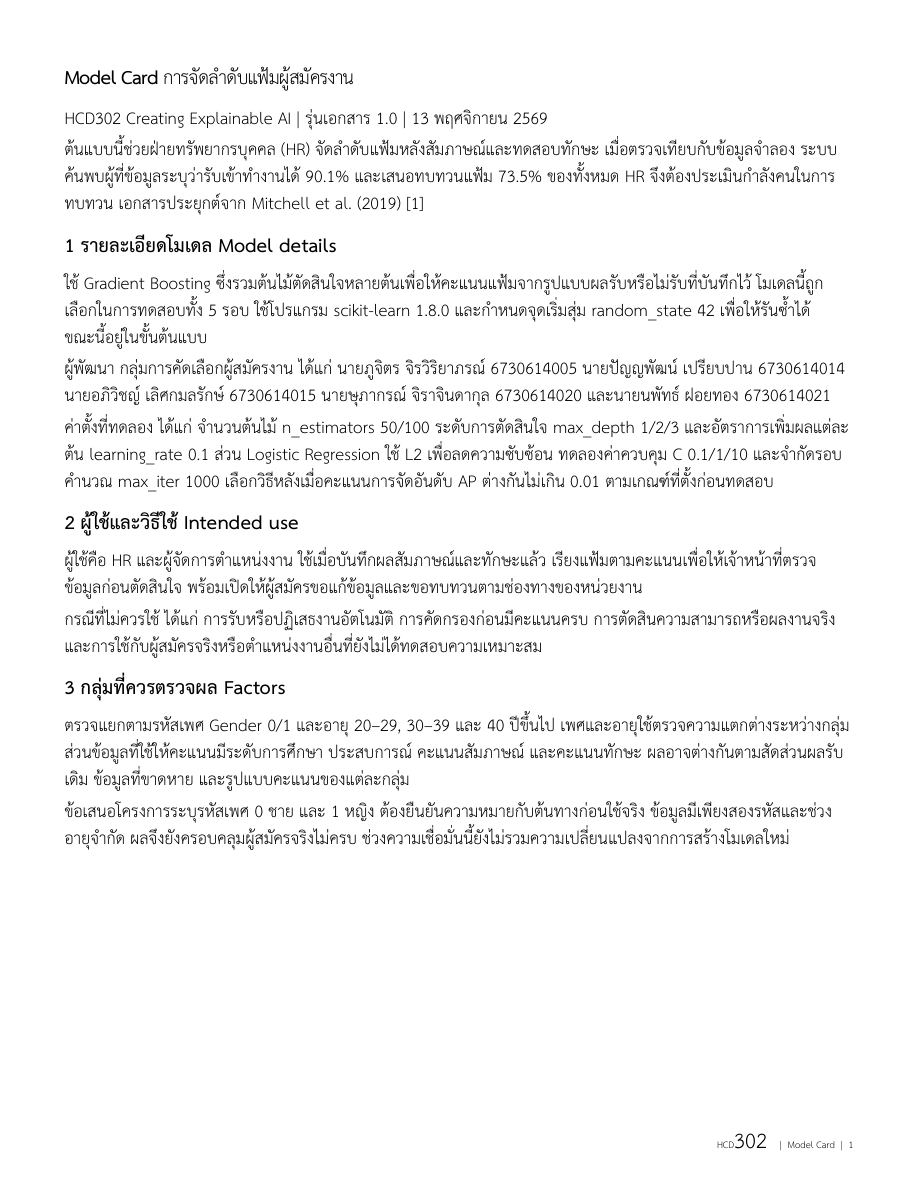 Model Card การจัดลำดับแฟ้มผู้สมัครงาน
HCD302 Creating Explainable AI | รุ่นเอกสาร 1.0 | 13 พฤศจิกายน 2569
ต้นแบบนี้ช่วยฝ่ายทรัพยากรบุคคล (HR) จัดลำดับแฟ้มหลังสัมภาษณ์และทดสอบทักษะ เมื่อตรวจเทียบกับข้อมูลจำลอง ระบบ
ค้นพบผู้ที่ข้อมูลระบุว่ารับเข้าทำงานได้ 90.1% และเสนอทบทวนแฟ้ม 73.5% ของทั้งหมด HR จึงต้องประเมินกำลังคนในการ
ทบทวน เอกสารประยุกต์จาก Mitchell et al. (2019) [1]
1 รายละเอียดโมเดล Model details
ใช้ Gradient Boosting ซึ่งรวมต้นไม้ตัดสินใจหลายต้นเพื่อให้คะแนนแฟ้มจากรูปแบบผลรับหรือไม่รับที่บันทึกไว้ โมเดลนี้ถูก
เลือกในการทดสอบทั้ง 5 รอบ ใช้โปรแกรม scikit-learn 1.8.0 และกำหนดจุดเริ่มสุ่ม random_state 42 เพื่อให้รันซ้ำได้
ขณะนี้อยู่ในขั้นต้นแบบ
ผู้พัฒนา กลุ่มการคัดเลือกผู้สมัครงาน ได้แก่ นายภูจิตร จิรวิริยาภรณ์ 6730614005 นายปัญญพัฒน์ เปรียบปาน 6730614014
นายอภิวิชญ์ เลิศกมลรักษ์ 6730614015 นายษุภากรณ์ จิราจินดากุล 6730614020 และนายนพัทธ์ ฝอยทอง 6730614021
ค่าตั้งที่ทดลอง ได้แก่ จำนวนต้นไม้ n_estimators 50/100 ระดับการตัดสินใจ max_depth 1/2/3 และอัตราการเพิ่มผลแต่ละ
ต้น learning_rate 0.1 ส่วน Logistic Regression ใช้ L2 เพื่อลดความซับซ้อน ทดลองค่าควบคุม C 0.1/1/10 และจำกัดรอบ
คำนวณ max_iter 1000 เลือกวิธีหลังเมื่อคะแนนการจัดอันดับ AP ต่างกันไม่เกิน 0.01 ตามเกณฑ์ที่ตั้งก่อนทดสอบ
2 ผู้ใช้และวิธีใช้ Intended use
ผู้ใช้คือ HR และผู้จัดการตำแหน่งงาน ใช้เมื่อบันทึกผลสัมภาษณ์และทักษะแล้ว เรียงแฟ้มตามคะแนนเพื่อให้เจ้าหน้าที่ตรวจ
ข้อมูลก่อนตัดสินใจ พร้อมเปิดให้ผู้สมัครขอแก้ข้อมูลและขอทบทวนตามช่องทางของหน่วยงาน
กรณีที่ไม่ควรใช้ ได้แก่ การรับหรือปฏิเสธงานอัตโนมัติ การคัดกรองก่อนมีคะแนนครบ การตัดสินความสามารถหรือผลงานจริง
และการใช้กับผู้สมัครจริงหรือตำแหน่งงานอื่นที่ยังไม่ได้ทดสอบความเหมาะสม
3 กลุ่มที่ควรตรวจผล Factors
ตรวจแยกตามรหัสเพศ Gender 0/1 และอายุ 20–29, 30–39 และ 40 ปีขึ้นไป เพศและอายุใช้ตรวจความแตกต่างระหว่างกลุ่ม
ส่วนข้อมูลที่ใช้ให้คะแนนมีระดับการศึกษา ประสบการณ์ คะแนนสัมภาษณ์ และคะแนนทักษะ ผลอาจต่างกันตามสัดส่วนผลรับ
เดิม ข้อมูลที่ขาดหาย และรูปแบบคะแนนของแต่ละกลุ่ม
ข้อเสนอโครงการระบุรหัสเพศ 0 ชาย และ 1 หญิง ต้องยืนยันความหมายกับต้นทางก่อนใช้จริง ข้อมูลมีเพียงสองรหัสและช่วง
อายุจำกัด ผลจึงยังครอบคลุมผู้สมัครจริงไม่ครบ ช่วงความเชื่อมั่นนี้ยังไม่รวมความเปลี่ยนแปลงจากการสร้างโมเดลใหม่
HCD302 | Model Card | 1